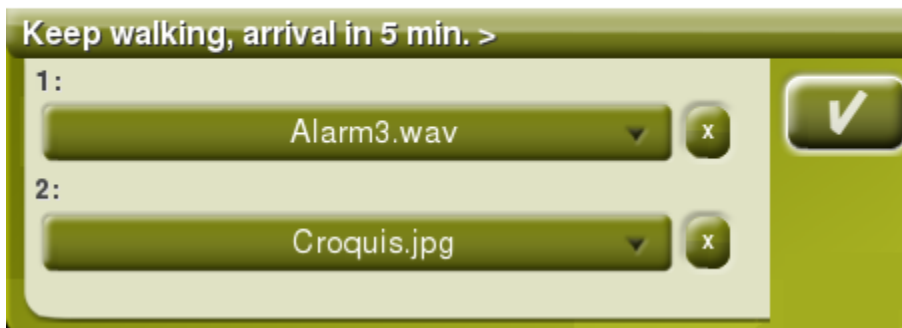 Keep walking, arrival in 5 min. >
1:
Alarm3.wav
x
2:
Croquis.jpg
x